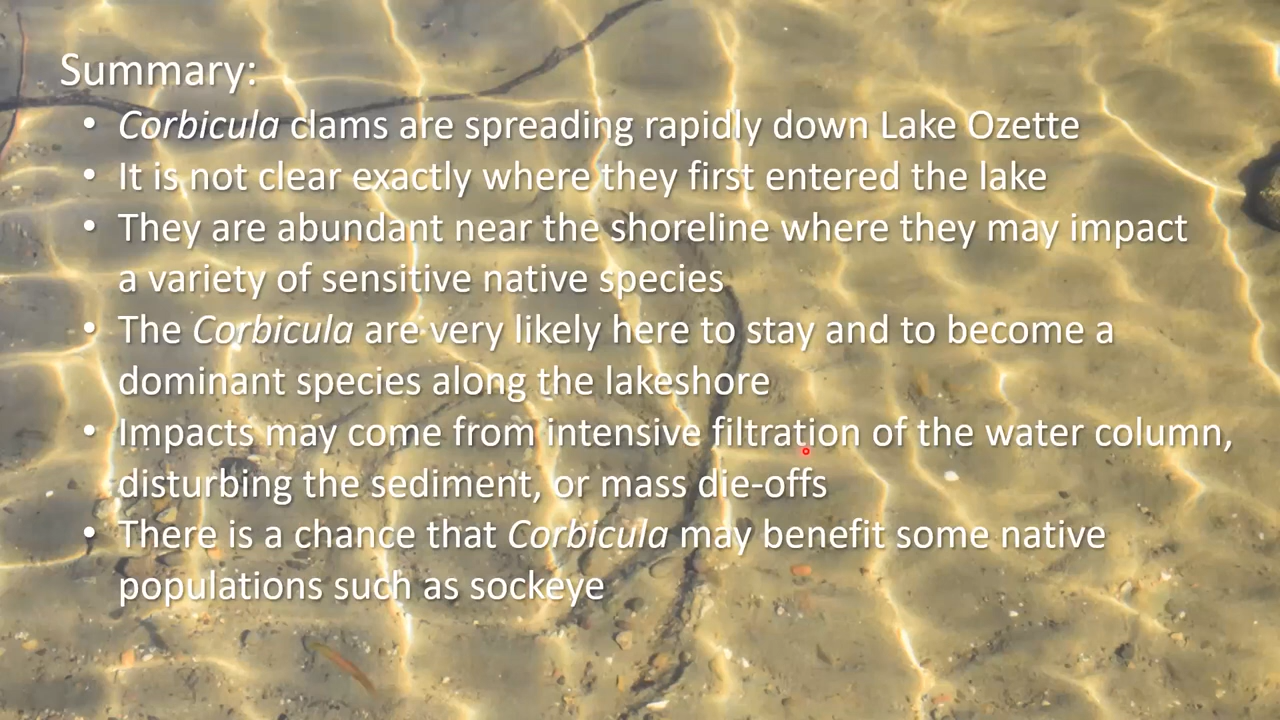 Summary:
• Corbicula clams are spreading rapidly down Lake Ozette
• It is not clear exactly where they first entered the lake
• They are abundant near the shoreline where they may impact
a variety of sensitive native species
• The Corbicula are very likely here to stay and to become a
dominant species along the lakeshore
• Impacts may come from intensive filtration of the water column,
disturbing the sediment, or mass die-offs
• There is a chance that Corbicula may benefit some native
populations such as sockeye